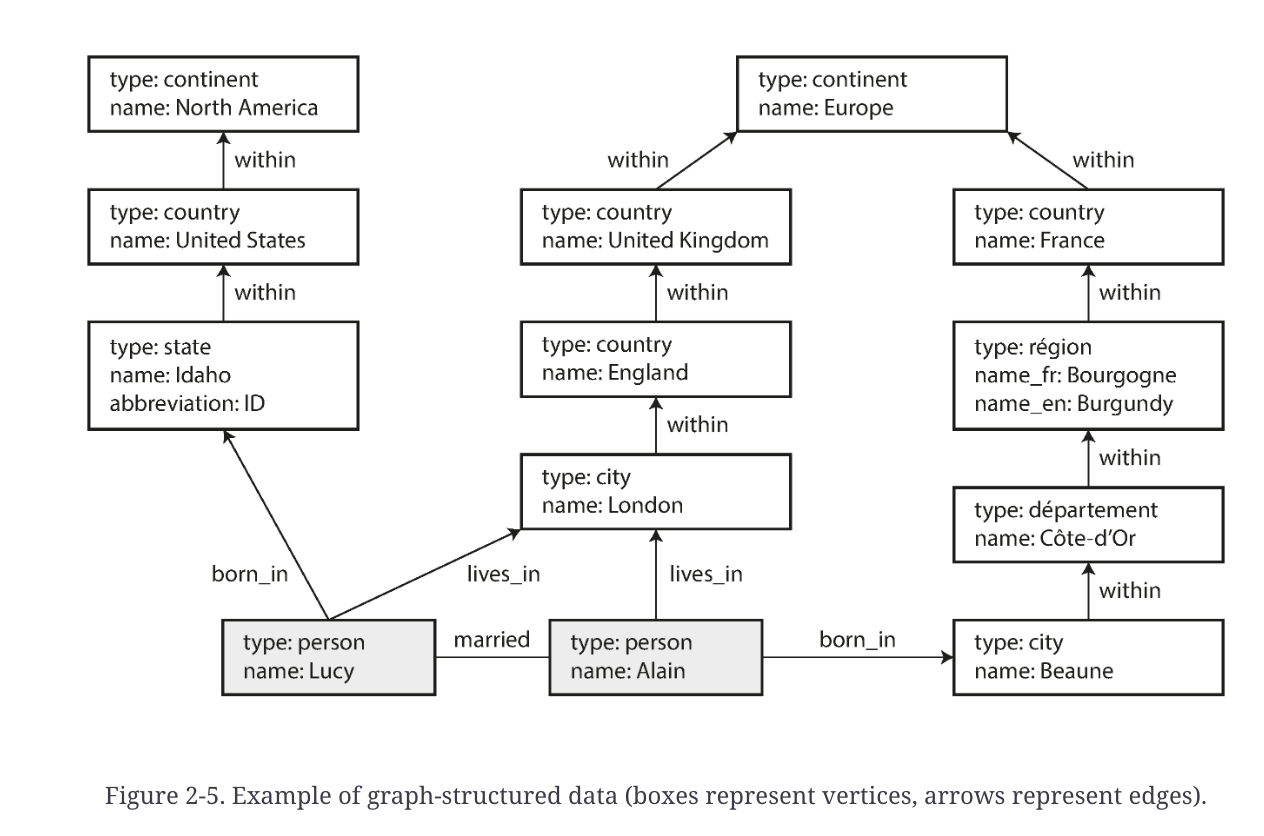 type: continent
name: North America
type: continent
name: Europe
within
within
within
type: country
name: United States
type: country
name: United Kingdom
type: country
name: France
within
within
within
type: state
name: Idaho
abbreviation: ID
type: country
name: England
type: région
name_fr: Bourgogne
name_en: Burgundy
within
within
type: city
name: London
type: département
name: Côte-d’Or
born_in
lives_in
lives_in
within
type: person
name: Lucy
married
type: person
name: Alain
born_in
type: city
name: Beaune
Figure 2-5. Example of graph-structured data (boxes represent vertices, arrows represent edges).